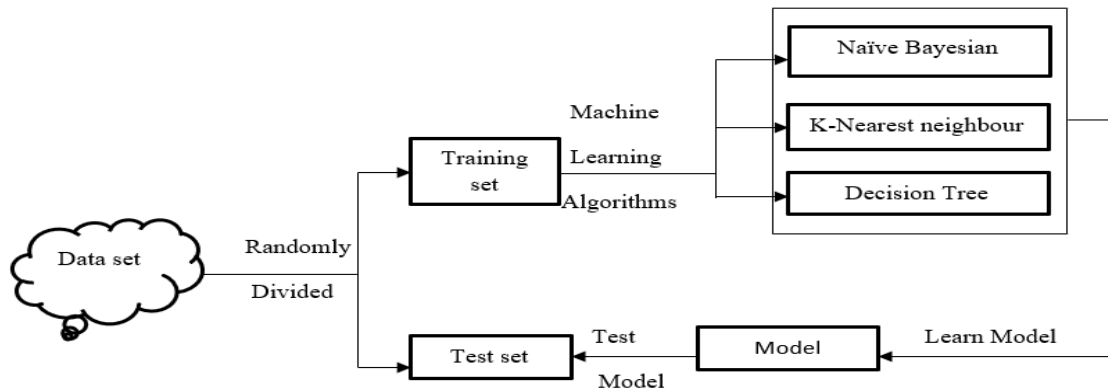 Data set
Randomly
Divided
Training
set
Machine
Learning
Algorithms
Naïve Bayesian
K-Nearest neighbour
Decision Tree
Learn Model
Model
Test
Model
Test set